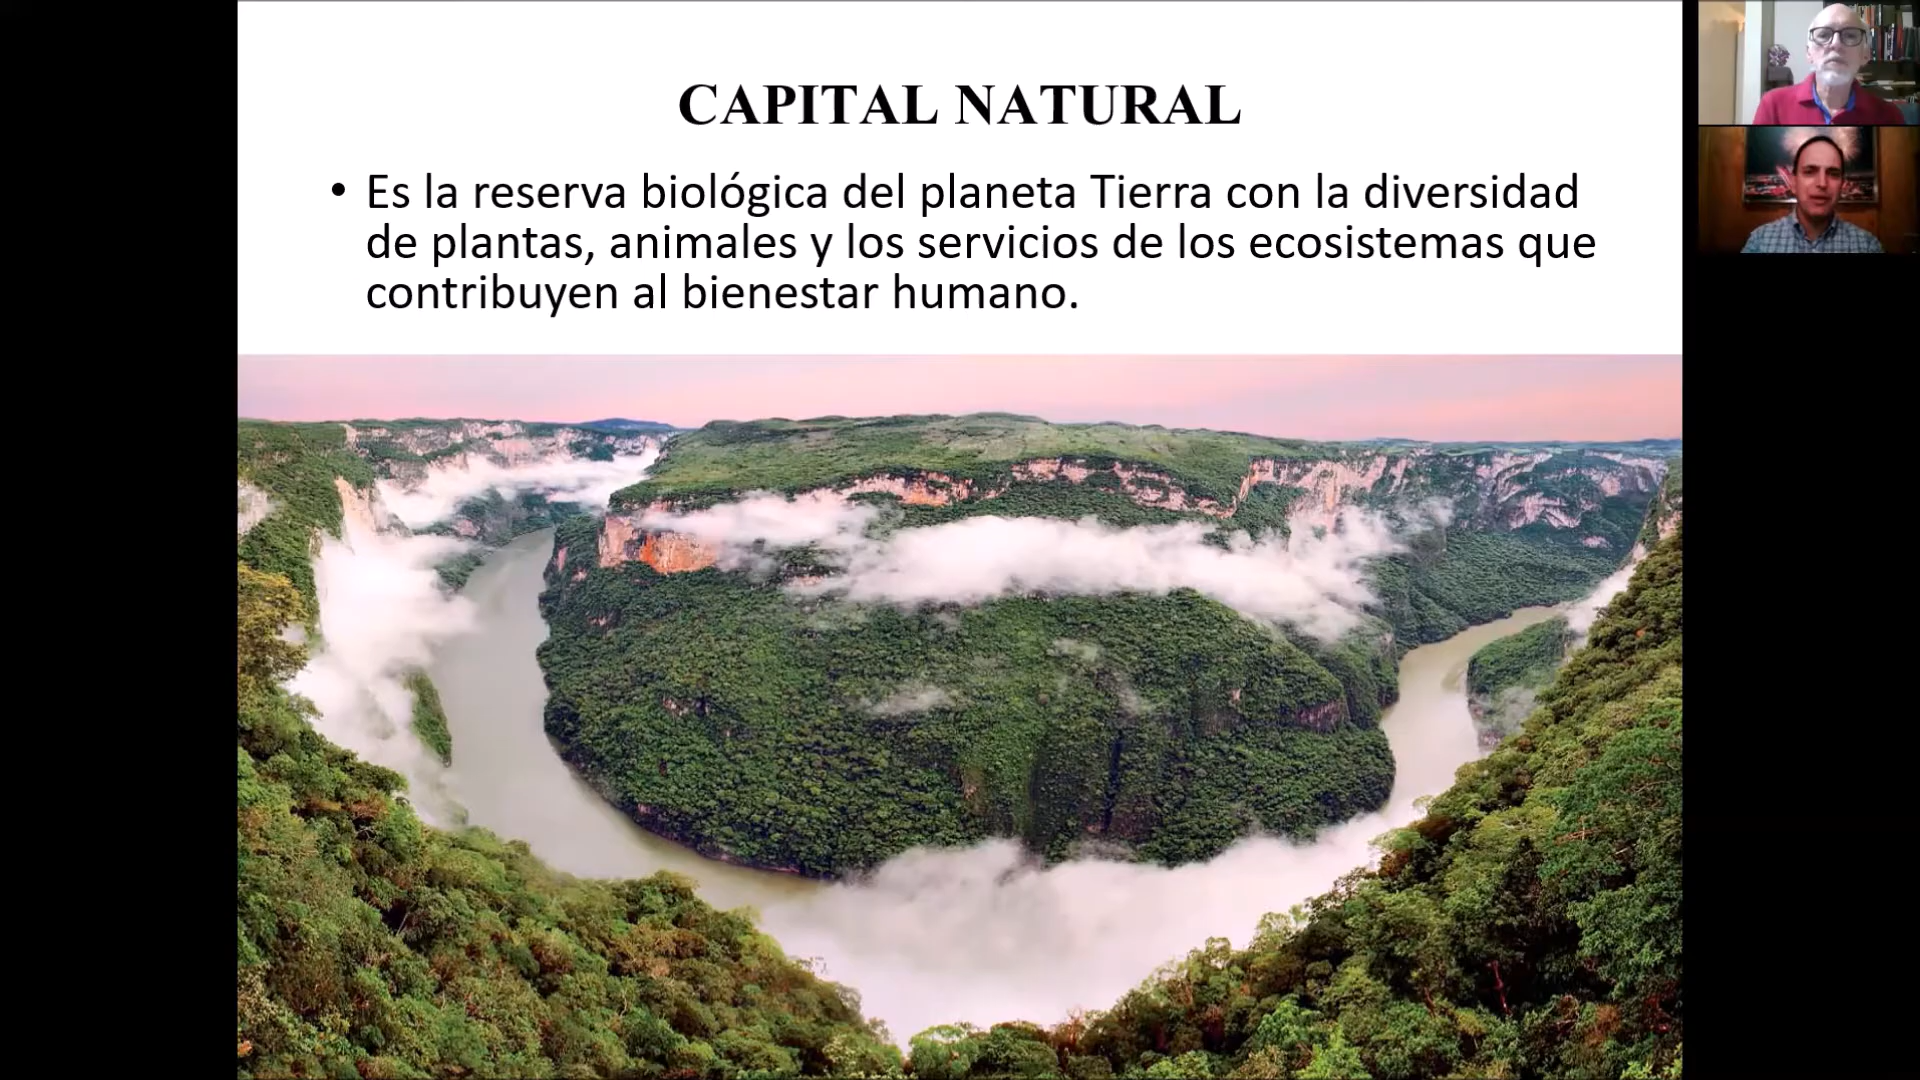 CAPITAL NATURAL
• Es la reserva biológica del planeta Tierra con la diversidad
de plantas, animales y los servicios de los ecosistemas que
contribuyen al bienestar humano.